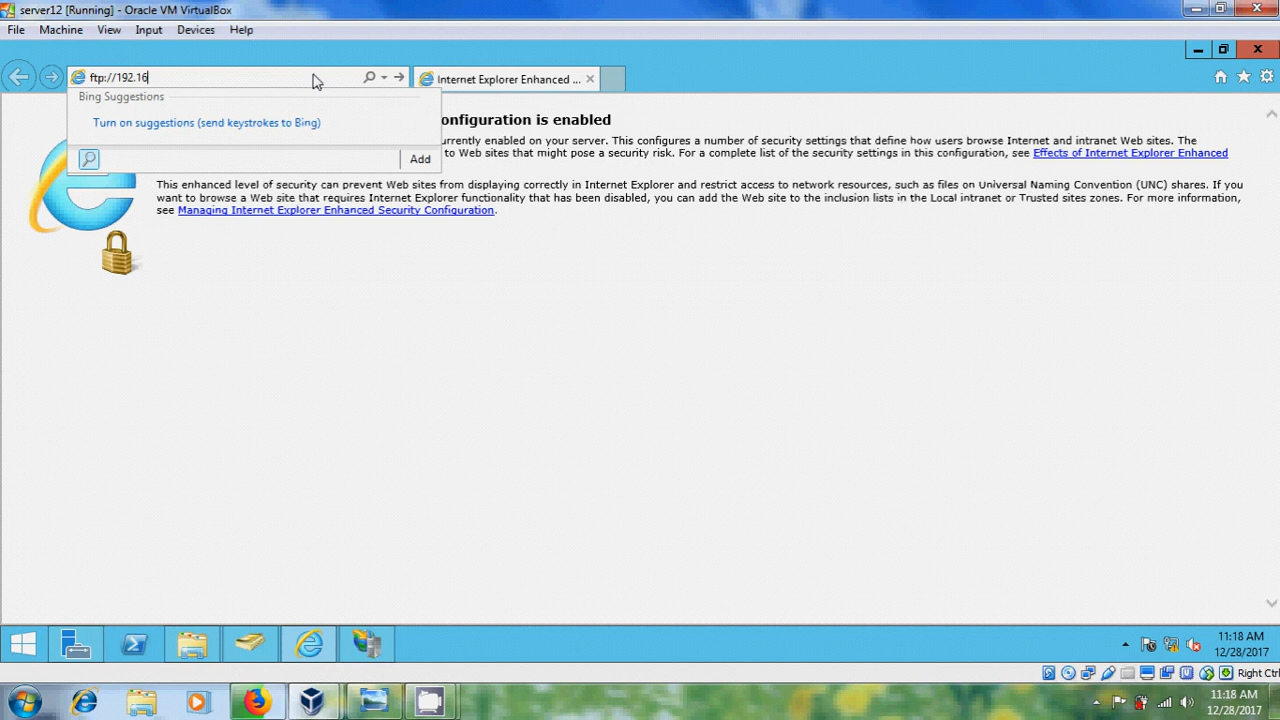 server12 [Running] - Oracle VM VirtualBox
File Machine View Input Devices Help
ftp://192.16
Internet Explorer Enhanced ...
Bing Suggestions
Turn on suggestions (send keystrokes to Bing)
Add
onfiguration is enabled
urrently enabled on your server. This configures a number of security settings that define how users browse Internet and intranet Web sites. The
to Web sites that might pose a security risk. For a complete list of the security settings in this configuration, see Effects of Internet Explorer Enhanced
This enhanced level of security can prevent Web sites from displaying correctly in Internet Explorer and restrict access to network resources, such as files on Universal Naming Convention (UNC) shares. If you
want to browse a Web site that requires Internet Explorer functionality that has been disabled, you can add the Web site to the inclusion lists in the Local intranet or Trusted sites zones. For more information,
see Managing Internet Explorer Enhanced Security Configuration.
11:18 AM
12/28/2017
Right Ctrl
11:18 AM
12/28/2017